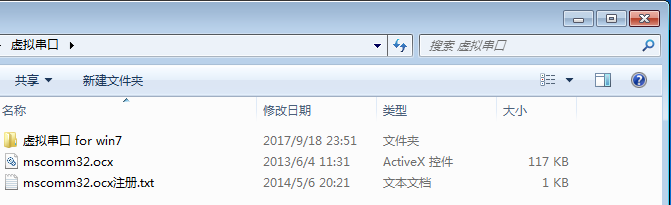 虚拟串口
搜索 虚拟串口
共享 新建文件夹
名称 修改日期 类型 大小
虚拟串口 for win7 2017/9/18 23:51 文件夹
mscomm32.ocx 2013/6/4 11:31 ActiveX 控件 117 KB
mscomm32.ocx注册.txt 2014/5/6 20:21 文本文档 1 KB